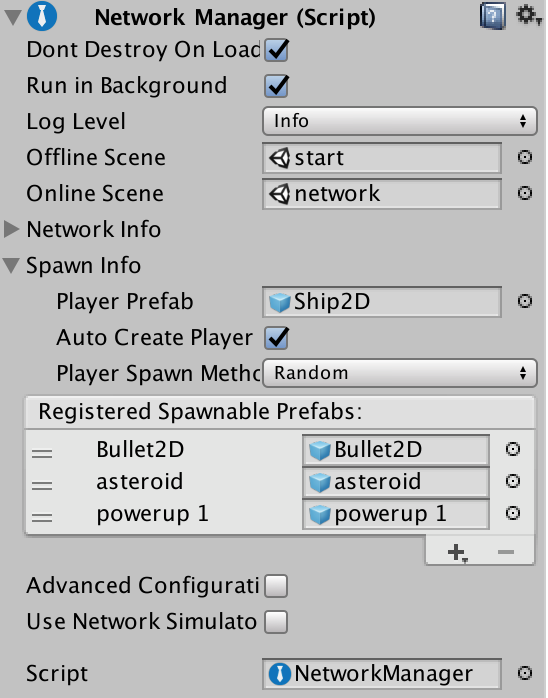 Network Manager (Script)
Dont Destroy On Load
Run in Background
Log Level Info
Offline Scene start
Online Scene network
Network Info
Spawn Info
Player Prefab Ship2D
Auto Create Player
Player Spawn Metho Random
Registered Spawnable Prefabs:
Bullet2D Bullet2D
asteroid asteroid
powerup 1 powerup 1
Advanced Configurati
Use Network Simulato
Script NetworkManager